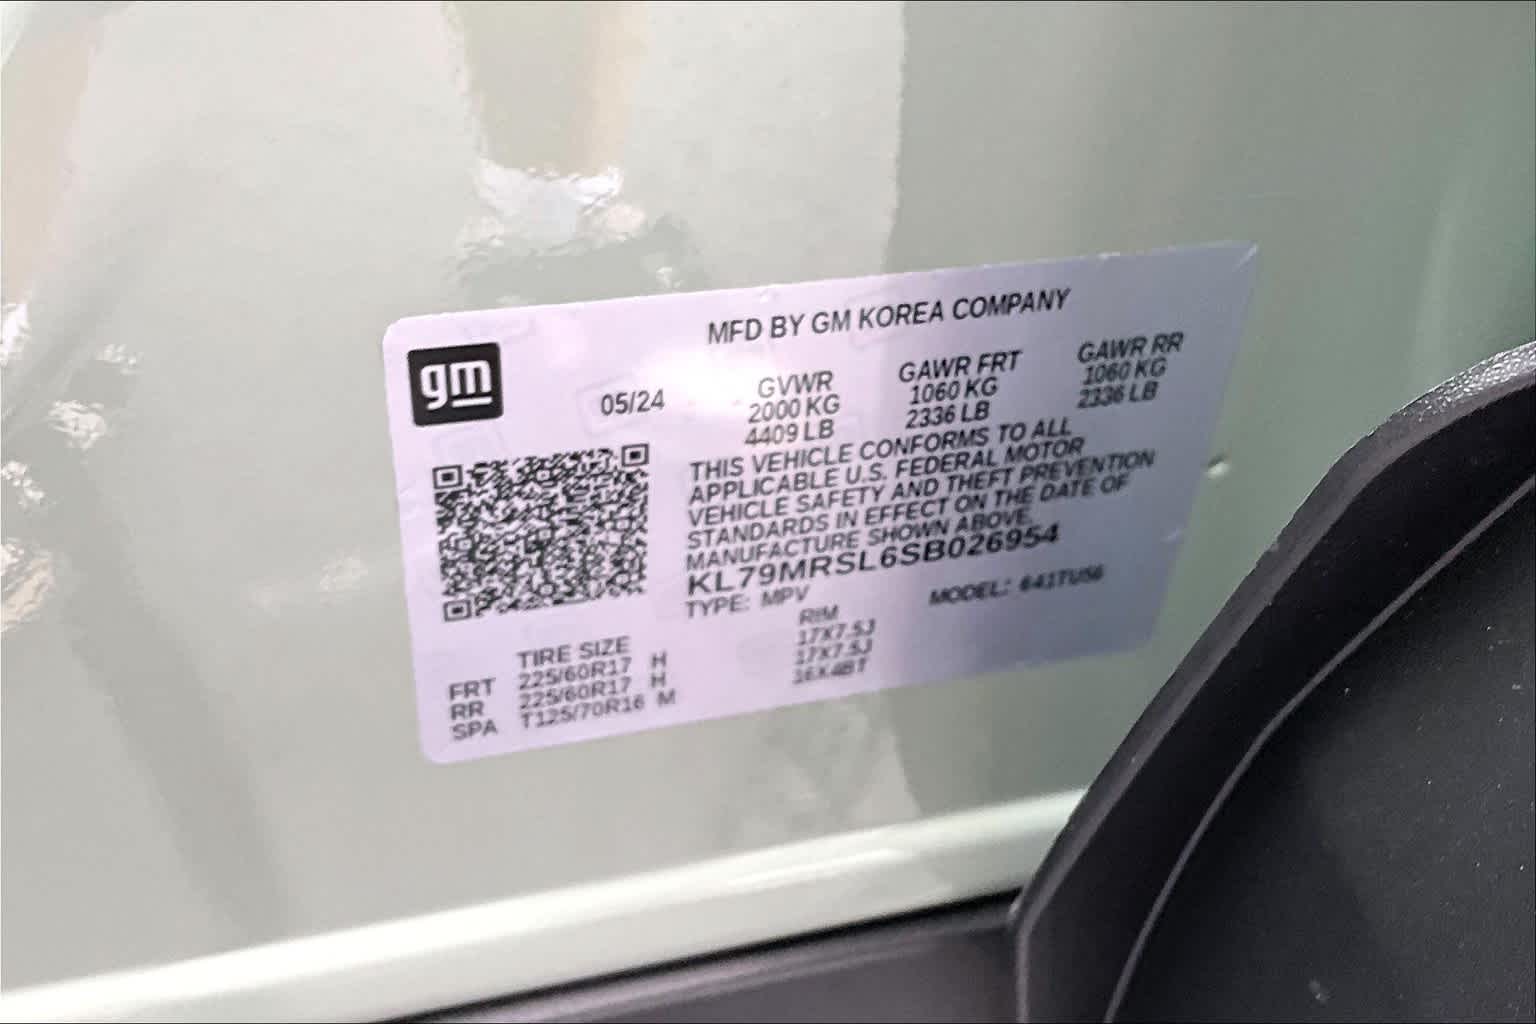 MFD BY GM KOREA COMPANY
gm
05/24
GVWR
2000 KG
4409 LB
GAWR FRT
1060 KG
2336 LB
GAWR RR
1060 KG
2336 LB
THIS VEHICLE CONFORMS TO ALL
APPLICABLE U.S. FEDERAL MOTOR
VEHICLE SAFETY AND THEFT PREVENTION
STANDARDS IN EFFECT ON THE DATE OF
MANUFACTURE SHOWN ABOVE.
KL79MRSL6SB026954
TYPE: MPV MODEL: 641TU56
TIRE SIZE RIM
FRT 225/60R17 H 17X7.5J
RR 225/60R17 H 17X7.5J
SPA T125/70R16 M 16X4BT